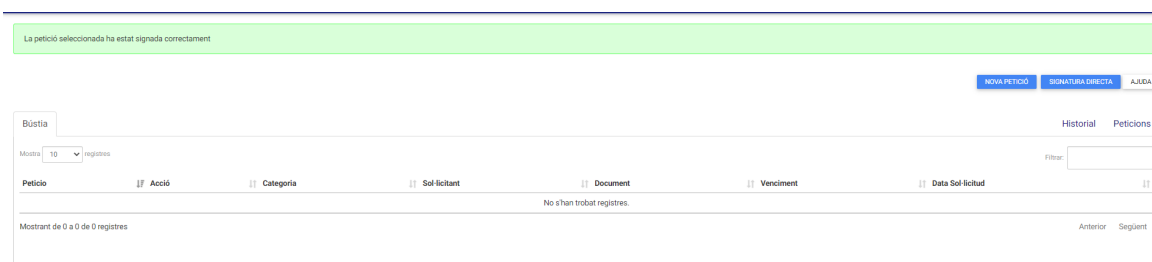 La petició seleccionada ha estat signada correctament
NOVA PETICIÓ SIGNATURA DIRECTA AJUDA
Bústia Historial Peticions
Mostra 10 registres Filtrar:
Peticio Acció Categoria Sol·licitant Document Venciment Data Sol·licitud
No s'han trobat registres.
Mostrant de 0 a 0 de 0 registres Anterior Següent